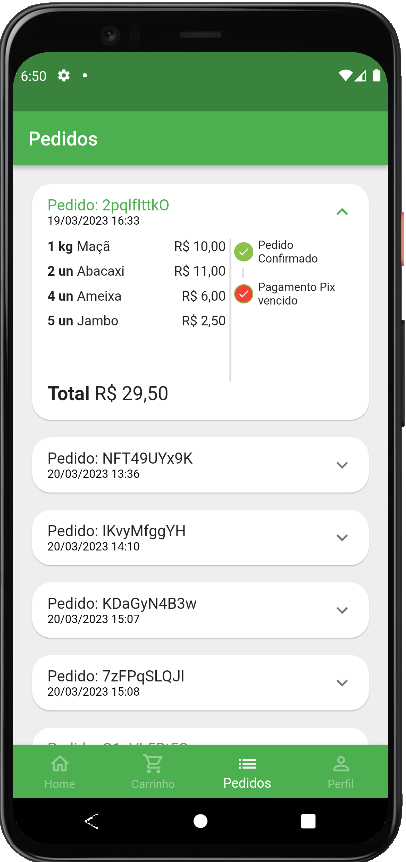 6:50
Pedidos
Pedido: 2pqlfIttkO
19/03/2023 16:33
1 kg Maçã R$ 10,00
2 un Abacaxi R$ 11,00
4 un Ameixa R$ 6,00
5 un Jambo R$ 2,50
Pedido
Confirmado
Pagamento Pix
vencido
Total R$ 29,50
Pedido: NFT49UYx9K
20/03/2023 13:36
Pedido: IKvyMfggYH
20/03/2023 14:10
Pedido: KDaGyN4B3w
20/03/2023 15:07
Pedido: 7zFPqSLQJI
20/03/2023 15:08
Home
Carrinho
Pedidos
Perfil